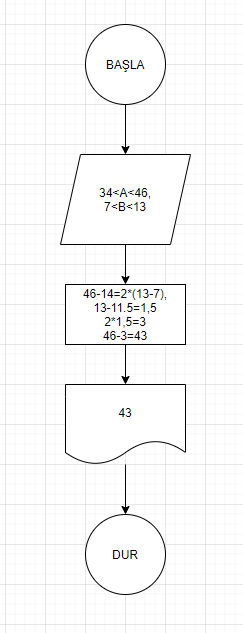 BAŞLA
34<A<46,
7<B<13
46-14=2*(13-7),
13-11.5=1,5
2*1,5=3
46-3=43
43
DUR